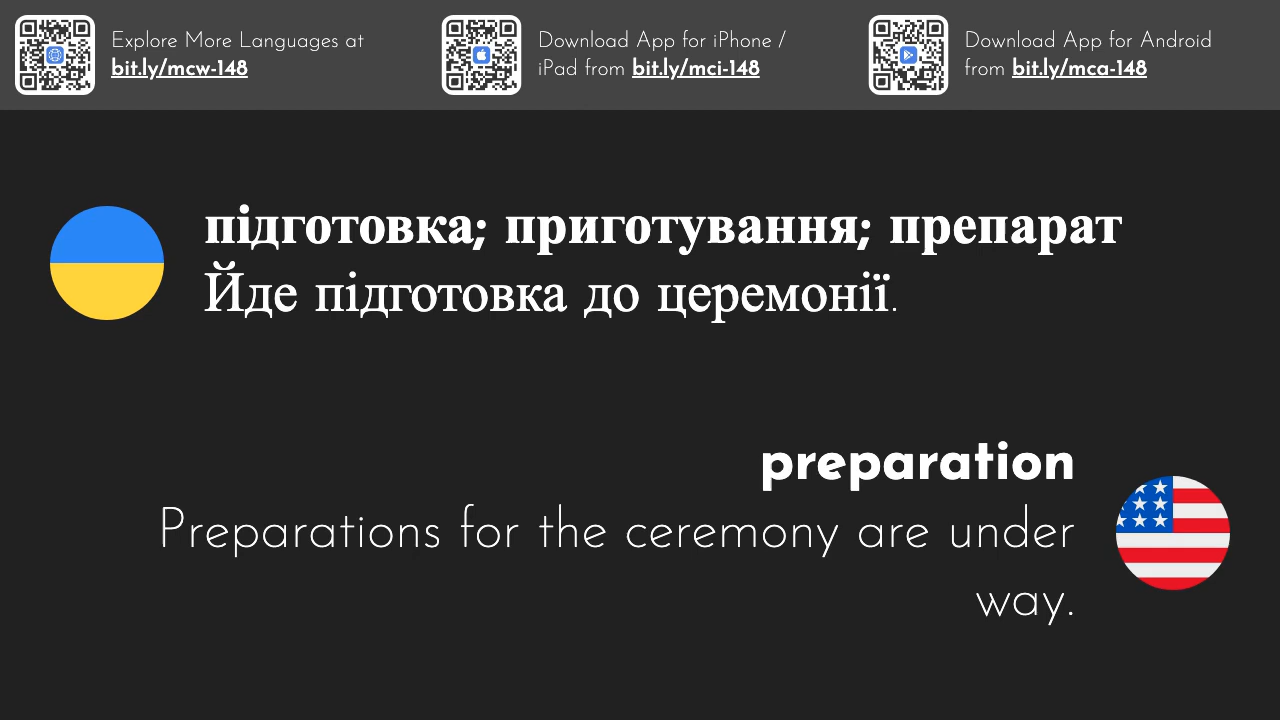 Explore More Languages at
bit.ly/mcw-148
Download App for iPhone /
iPad from bit.ly/mci-148
Download App for Android
from bit.ly/mca-148
підготовка; приготування; препарат
Йде підготовка до церемонії.
preparation
Preparations for the ceremony are under
way.